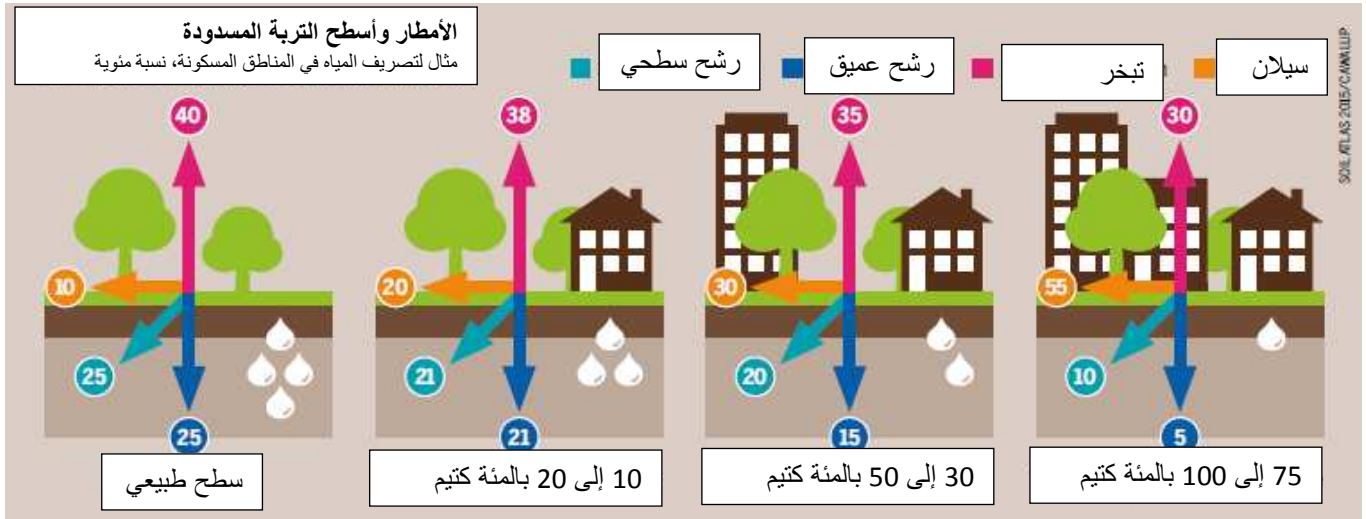 الأمطار وأسطح التربة المسدودة
مثال لتصريف المياه في المناطق المسكونة، نسبة مئوية
سيلان
تبخر
رشح عميق
رشح سطحي
SOIL ATLAS 2015/CAWALLIP
40
10
25
25
سطح طبيعي
38
20
21
21
10 إلى 20 بالمئة كتيم
35
30
20
15
30 إلى 50 بالمئة كتيم
30
55
10
5
75 إلى 100 بالمئة كتيم